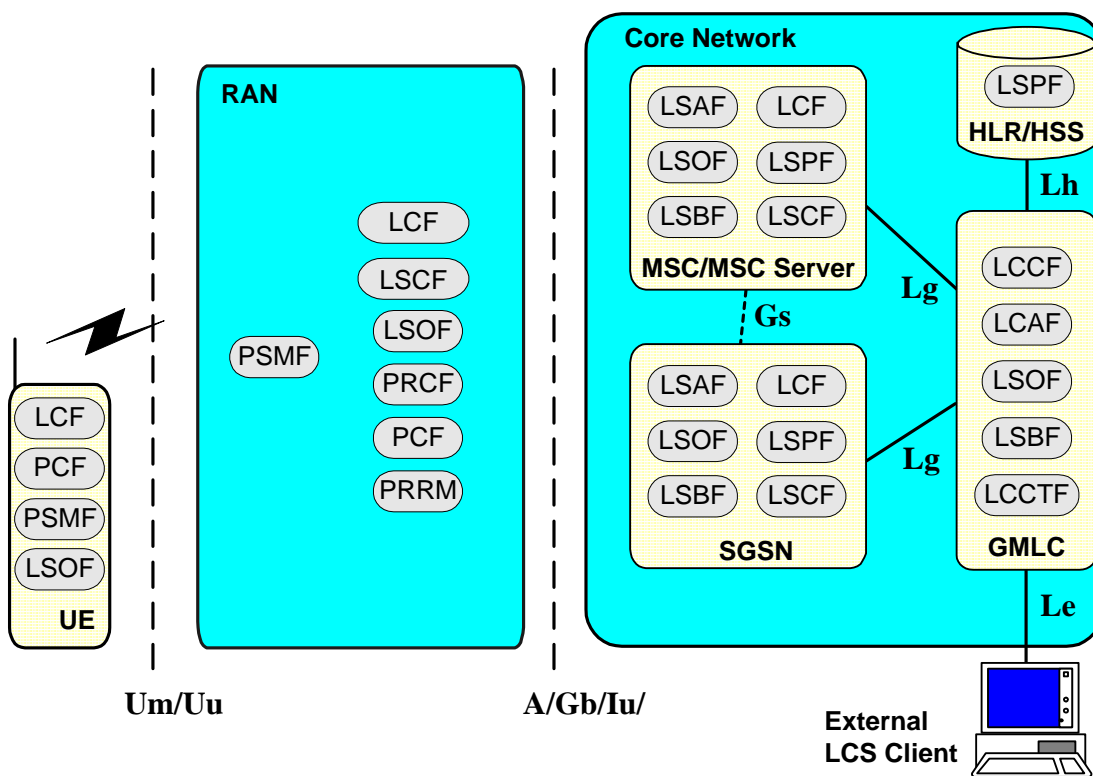 Core Network
RAN
LSAF
LCF
LSOF
LSPF
LSBF
LSCF
MSC/MSC Server
LSPF
HLR/HSS
Lh
Lg
Gs
LCF
LSCF
LSOF
PSMF
PRCF
PCF
PRRM
LSAF
LCF
LSOF
LSPF
LSBF
LSCF
SGSN
Lg
LCCF
LCAF
LSOF
LSBF
LCCTF
GMLC
Le
LCF
PCF
PSMF
LSOF
UE
Um/Uu
A/Gb/Iu/
External
LCS Client